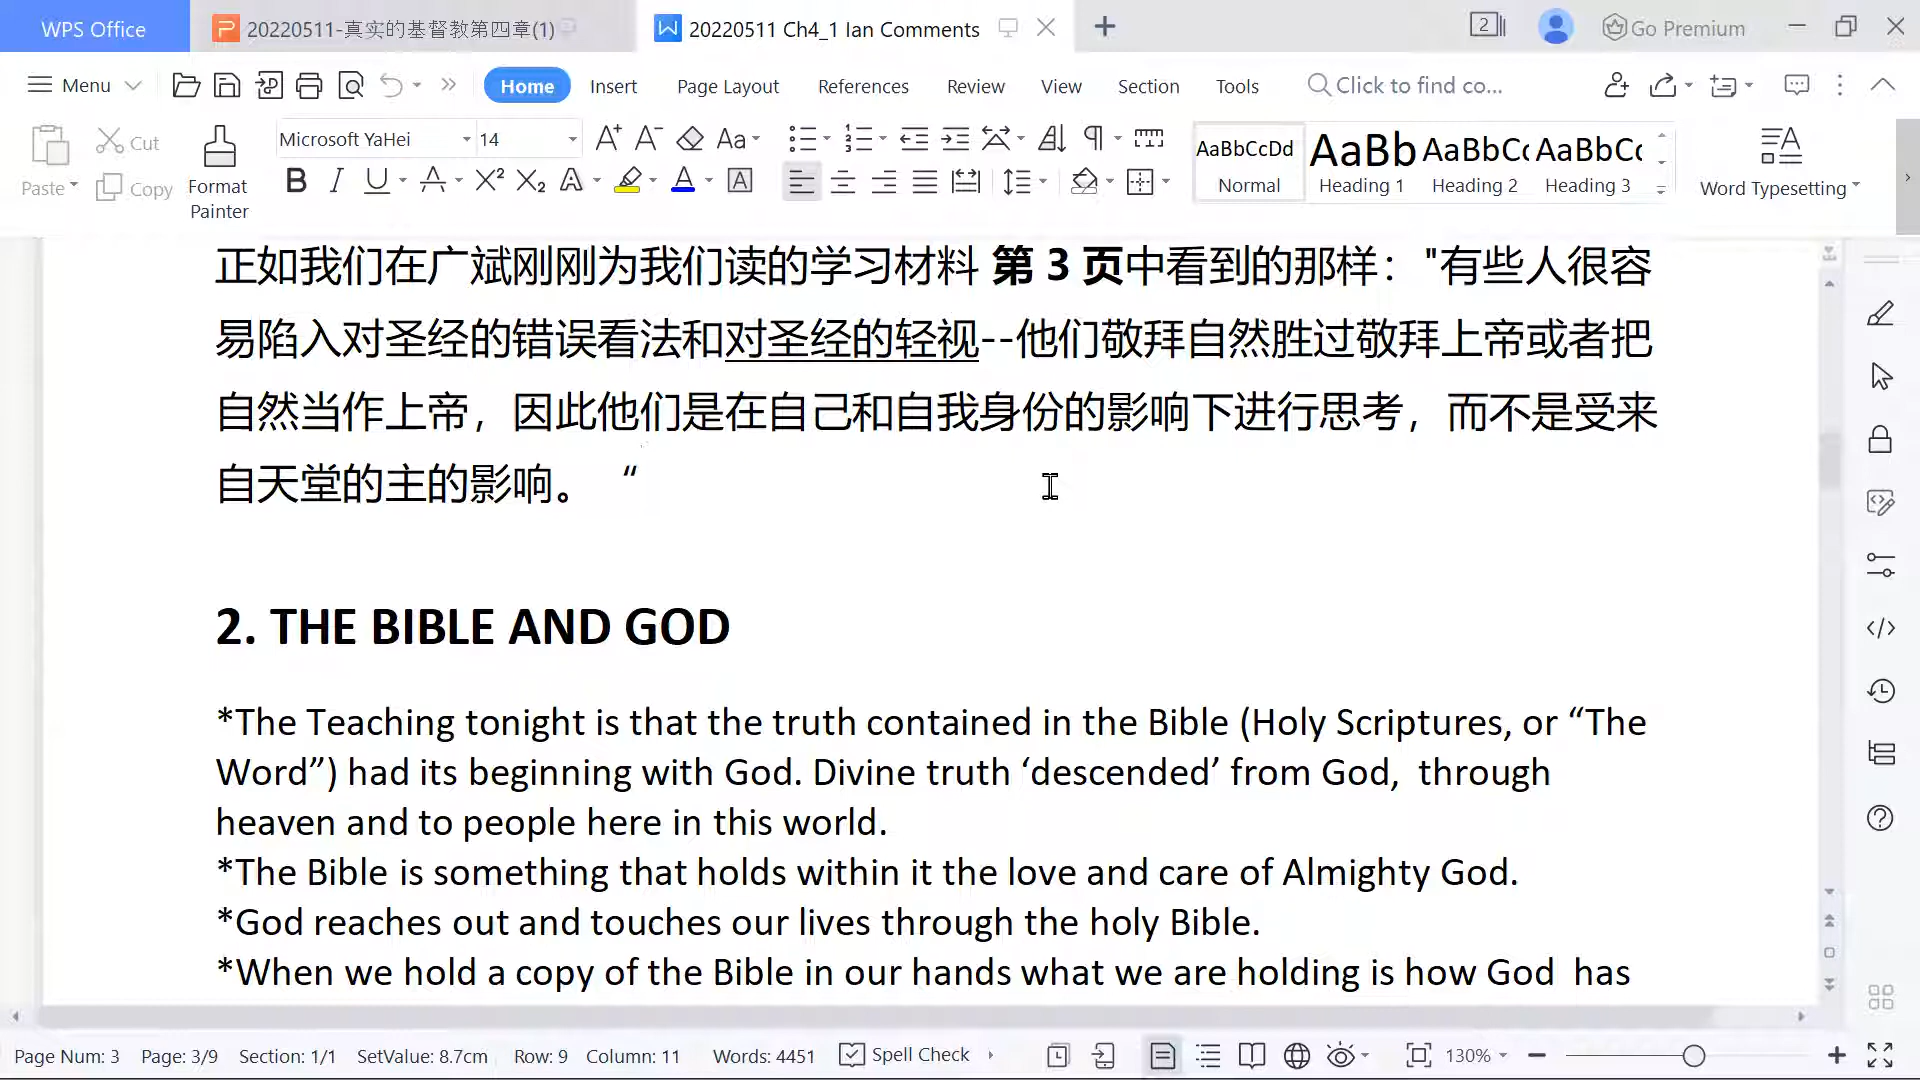 WPS Office
20220511-真实的基督教第四章(1)
20220511 Ch4_1 Ian Comments
2
Go Premium
Menu
Home
Insert
Page Layout
References
Review
View
Section
Tools
Click to find co...
Paste
Cut
Copy
Format
Painter
Microsoft YaHei
14
AaBbCcDd
Normal
AaBb
Heading 1
AaBbC
Heading 2
AaBbC
Heading 3
Word Typesetting
正如我们在广斌刚刚为我们读的学习材料 第 3 页中看到的那样："有些人很容
易陷入对圣经的错误看法和对圣经的轻视--他们敬拜自然胜过敬拜上帝或者把
自然当作上帝，因此他们是在自己和自我身份的影响下进行思考，而不是受来
自天堂的主的影响。 “
2. THE BIBLE AND GOD
*The Teaching tonight is that the truth contained in the Bible (Holy Scriptures, or “The
Word”) had its beginning with God. Divine truth ‘descended’ from God,  through
heaven and to people here in this world.
*The Bible is something that holds within it the love and care of Almighty God.
*God reaches out and touches our lives through the holy Bible.
*When we hold a copy of the Bible in our hands what we are holding is how God  has
Page Num: 3
Page: 3/9
Section: 1/1
SetValue: 8.7cm
Row: 9
Column: 11
Words: 4451
Spell Check
130%